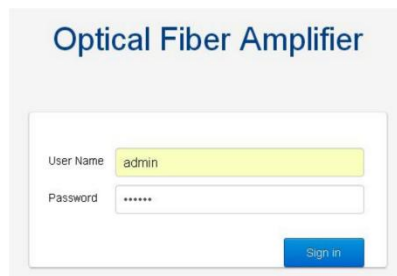 Optical Fiber Amplifier
User Name admin
Password ••••••
Sign in